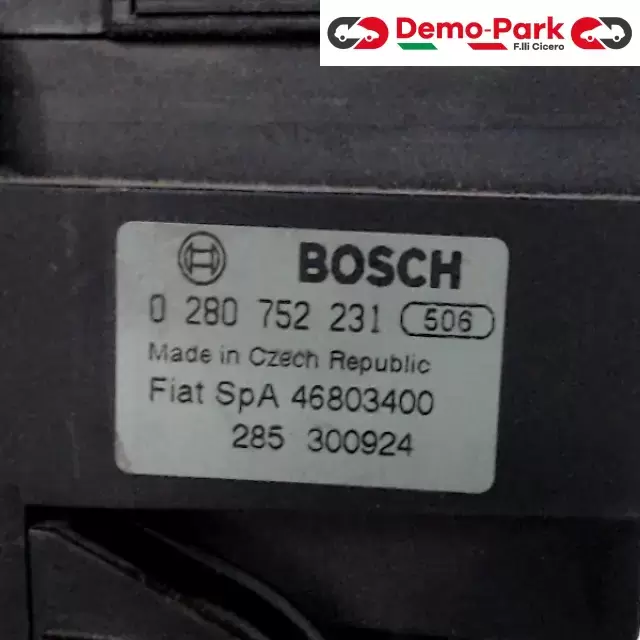 Demo-Park
F.lli Cicero
BOSCH
0 280 752 231 506
Made in Czech Republic
Fiat SpA 46803400
285 300924